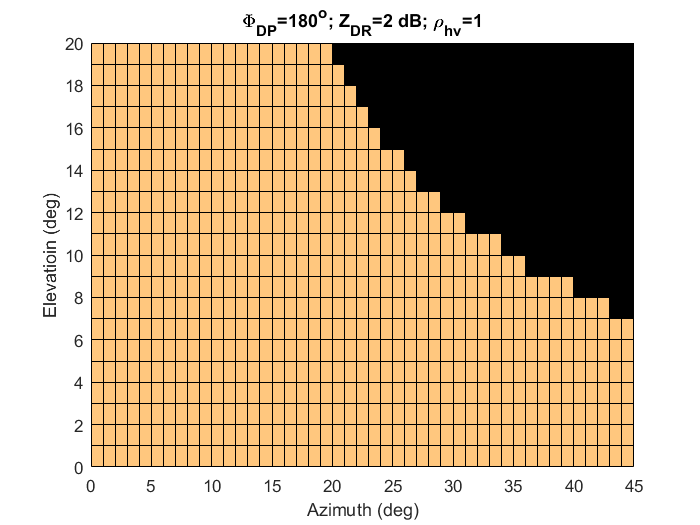 Φ_DP=180°; Z_DR=2 dB; ρ_hv=1
20
18
16
14
12
10
8
6
4
2
0
Elevatioin (deg)
0 5 10 15 20 25 30 35 40 45
Azimuth (deg)